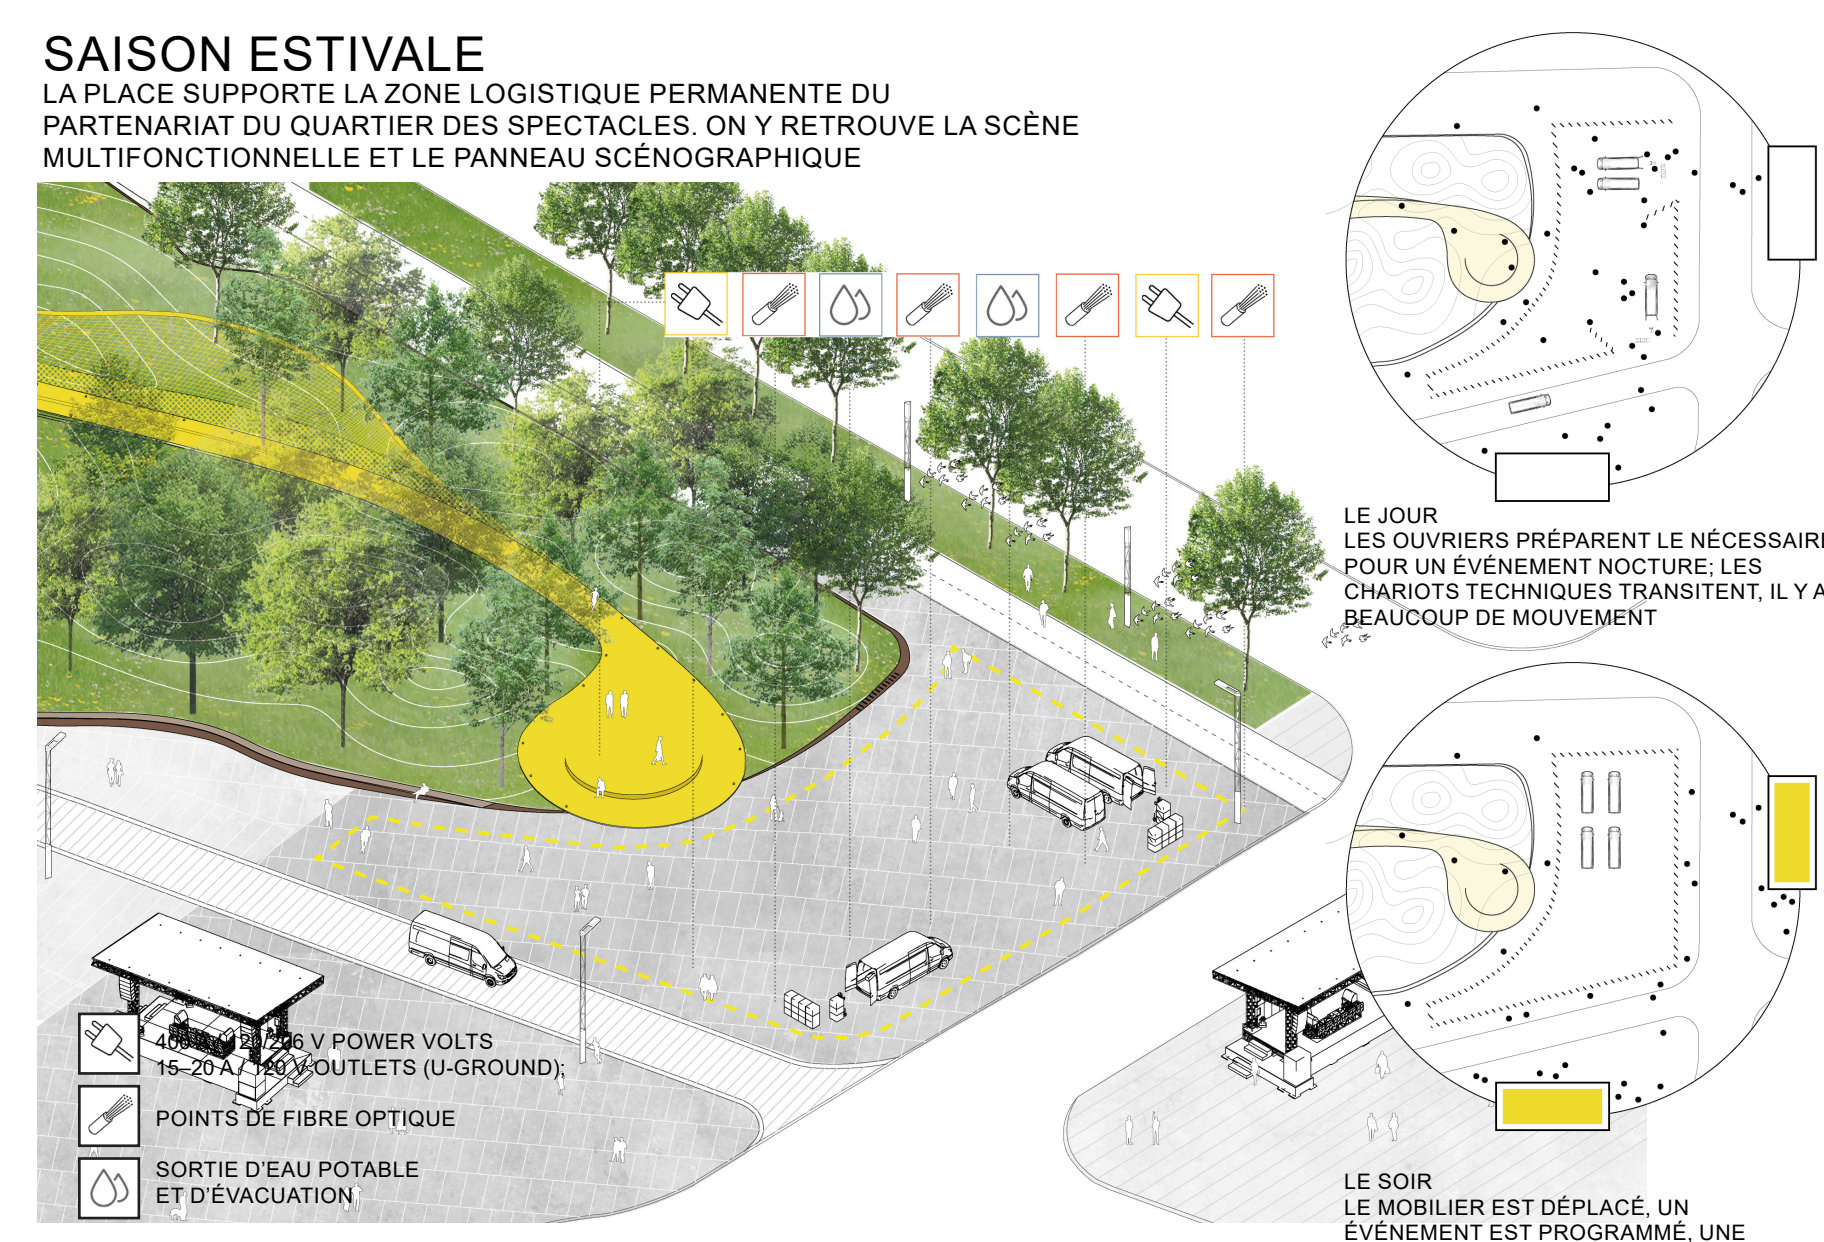 SAISON ESTIVALE
LA PLACE SUPPORTE LA ZONE LOGISTIQUE PERMANENTE DU
PARTENARIAT DU QUARTIER DES SPECTACLES. ON Y RETROUVE LA SCÈNE
MULTIFONCTIONNELLE ET LE PANNEAU SCÉNOGRAPHIQUE
LE JOUR
LES OUVRIERS PRÉPARENT LE NÉCESSAIRE
POUR UN ÉVÉNEMENT NOCTURE; LES
CHARIOTS TECHNIQUES TRANSITENT, IL Y A
BEAUCOUP DE MOUVEMENT
V POWER VOLTS
15–20 A / 120 V OUTLETS (U-GROUND);
POINTS DE FIBRE OPTIQUE
SORTIE D'EAU POTABLE
ET D'ÉVACUATION
LE SOIR
LE MOBILIER EST DÉPLACÉ, UN
ÉVÉNEMENT EST PROGRAMMÉ, UNE